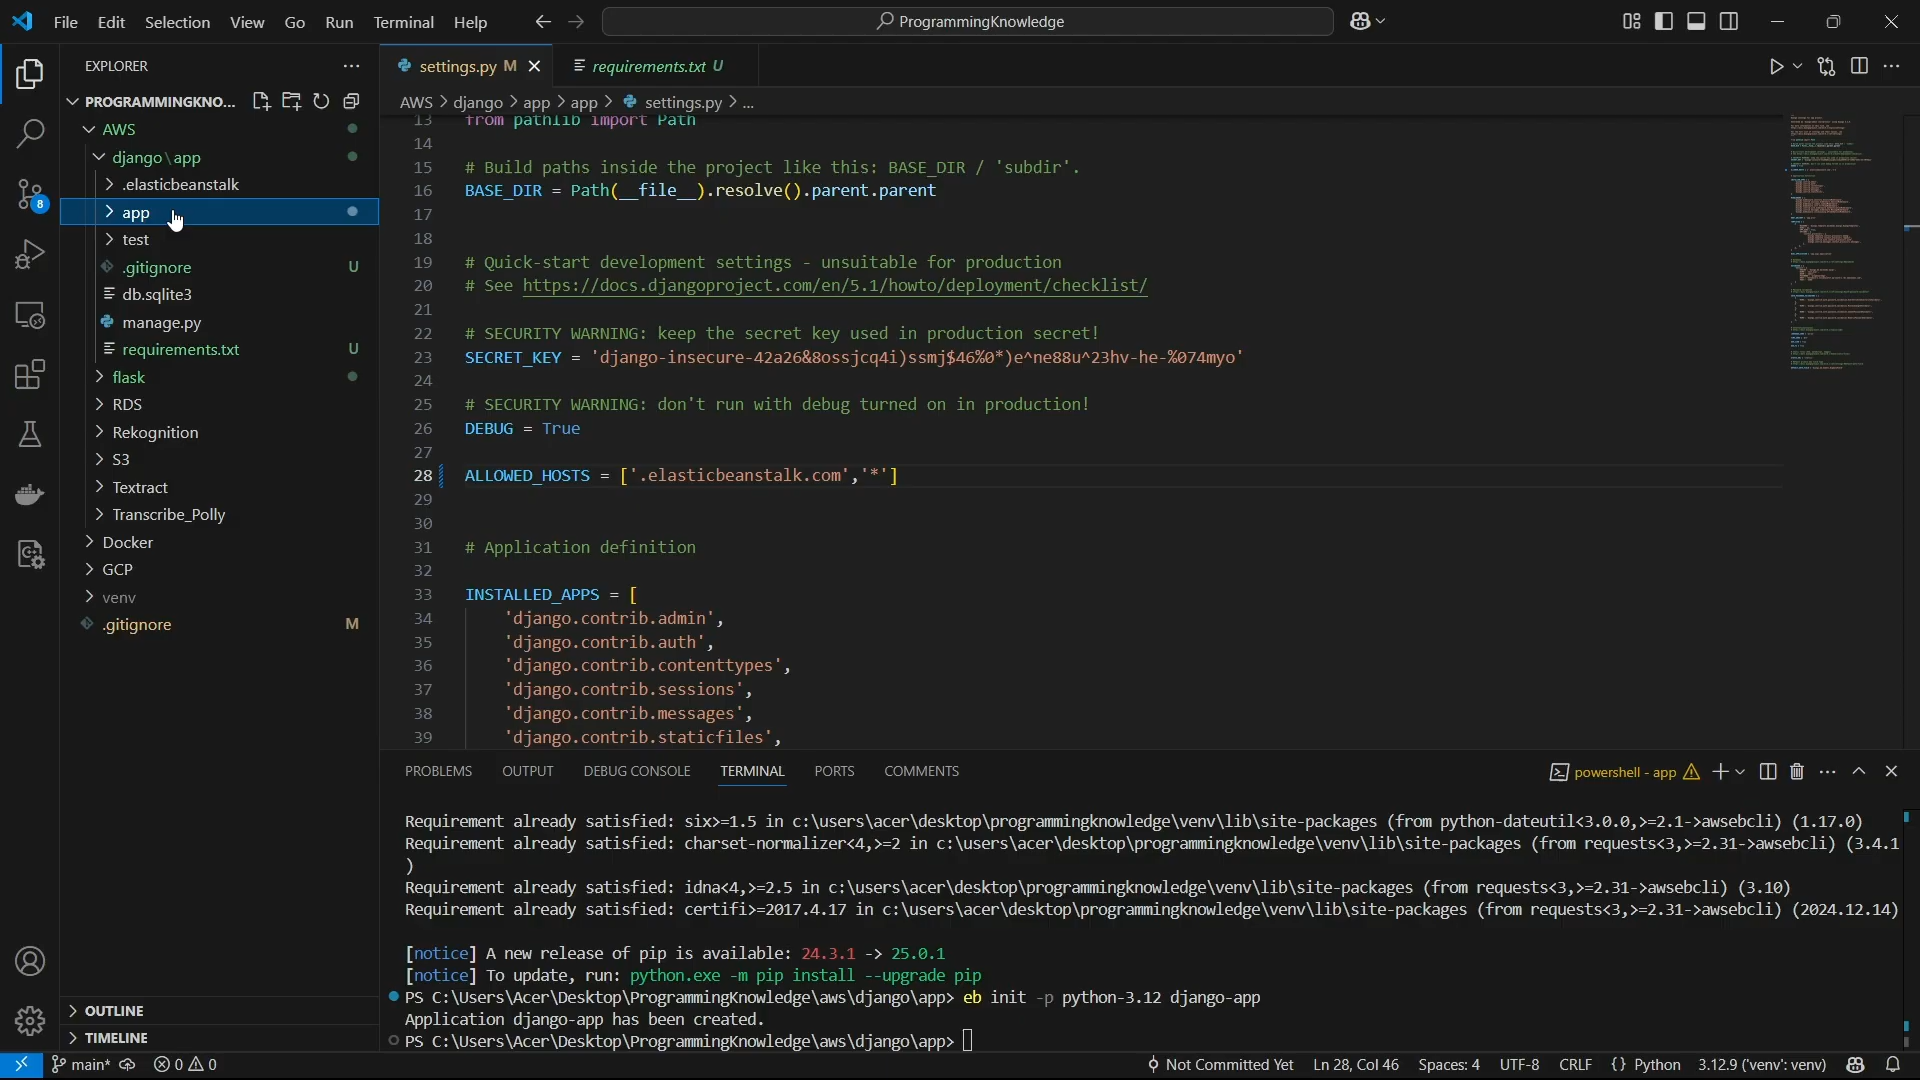 File Edit Selection View Go Run Terminal Help
ProgrammingKnowledge
EXPLORER
PROGRAMMINGKNO...
AWS
django\app
.elasticbeanstalk
app
test
.gitignore U
db.sqlite3
manage.py
requirements.txt U
flask
RDS
Rekognition
S3
Textract
Transcribe_Polly
Docker
GCP
venv
.gitignore M
OUTLINE
TIMELINE
8
settings.py M
requirements.txt U
AWS > django > app > app > settings.py > ...
13 from pathlib import Path
14
15 # Build paths inside the project like this: BASE_DIR / 'subdir'.
16 BASE_DIR = Path(__file__).resolve().parent.parent
17
18
19 # Quick-start development settings - unsuitable for production
20 # See https://docs.djangoproject.com/en/5.1/howto/deployment/checklist/
21
22 # SECURITY WARNING: keep the secret key used in production secret!
23 SECRET_KEY = 'django-insecure-42a26&8ossjcq4i)ssmj$46%0*)e^ne88u^23hv-he-%074myo'
24
25 # SECURITY WARNING: don't run with debug turned on in production!
26 DEBUG = True
27
28 ALLOWED_HOSTS = ['.elasticbeanstalk.com','*']
29
30
31 # Application definition
32
33 INSTALLED_APPS = [
34 'django.contrib.admin',
35 'django.contrib.auth',
36 'django.contrib.contenttypes',
37 'django.contrib.sessions',
38 'django.contrib.messages',
39 'django.contrib.staticfiles',
PROBLEMS OUTPUT DEBUG CONSOLE TERMINAL PORTS COMMENTS
powershell - app
Requirement already satisfied: six>=1.5 in c:\users\acer\desktop\programmingknowledge\venv\lib\site-packages (from python-dateutil<3.0.0,>=2.1->awsebcli) (1.17.0)
Requirement already satisfied: charset-normalizer<4,>=2 in c:\users\acer\desktop\programmingknowledge\venv\lib\site-packages (from requests<3,>=2.31->awsebcli) (3.4.1
)
Requirement already satisfied: idna<4,>=2.5 in c:\users\acer\desktop\programmingknowledge\venv\lib\site-packages (from requests<3,>=2.31->awsebcli) (3.10)
Requirement already satisfied: certifi>=2017.4.17 in c:\users\acer\desktop\programmingknowledge\venv\lib\site-packages (from requests<3,>=2.31->awsebcli) (2024.12.14)
[notice] A new release of pip is available: 24.3.1 -> 25.0.1
[notice] To update, run: python.exe -m pip install --upgrade pip
PS C:\Users\Acer\Desktop\ProgrammingKnowledge\aws\django\app> eb init -p python-3.12 django-app
Application django-app has been created.
PS C:\Users\Acer\Desktop\ProgrammingKnowledge\aws\django\app>
main* 0 0 Not Committed Yet Ln 28, Col 46 Spaces: 4 UTF-8 CRLF {} Python 3.12.9 ('venv': venv)